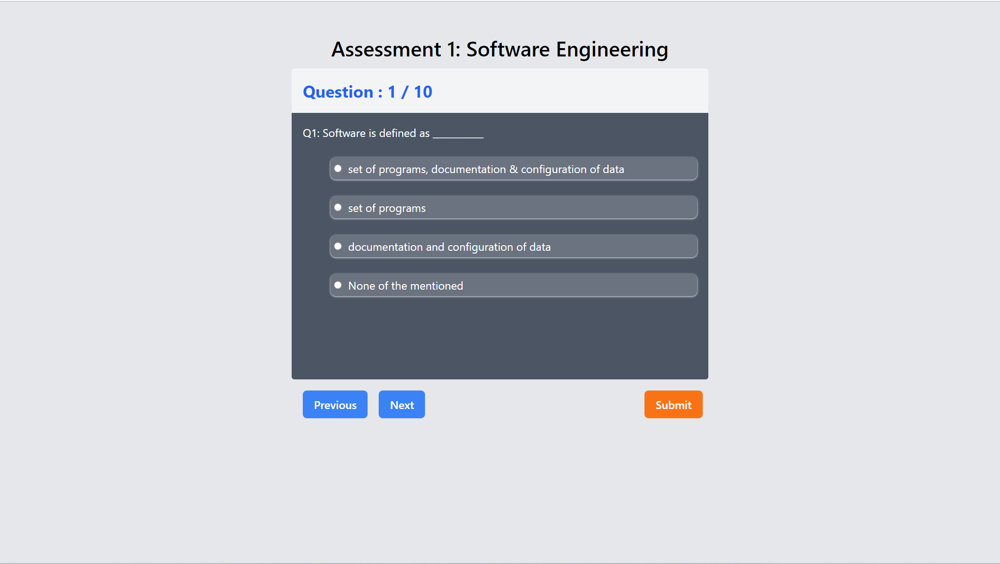 Assessment 1: Software Engineering
Question : 1 / 10
Q1: Software is defined as ___________
set of programs, documentation & configuration of data
set of programs
documentation and configuration of data
None of the mentioned
Previous
Next
Submit